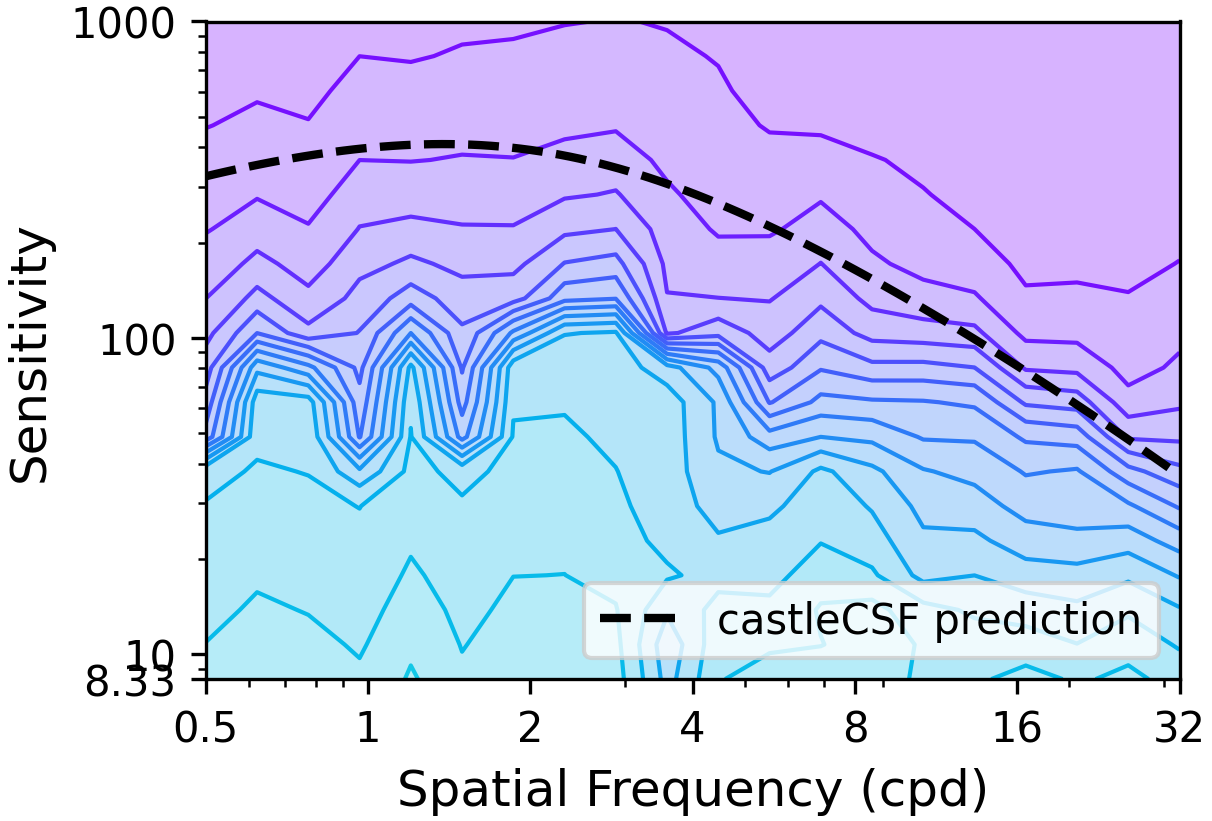 1000
100
10
8.33
Sensitivity
castleCSF prediction
0.5 1 2 4 8 16 32
Spatial Frequency (cpd)